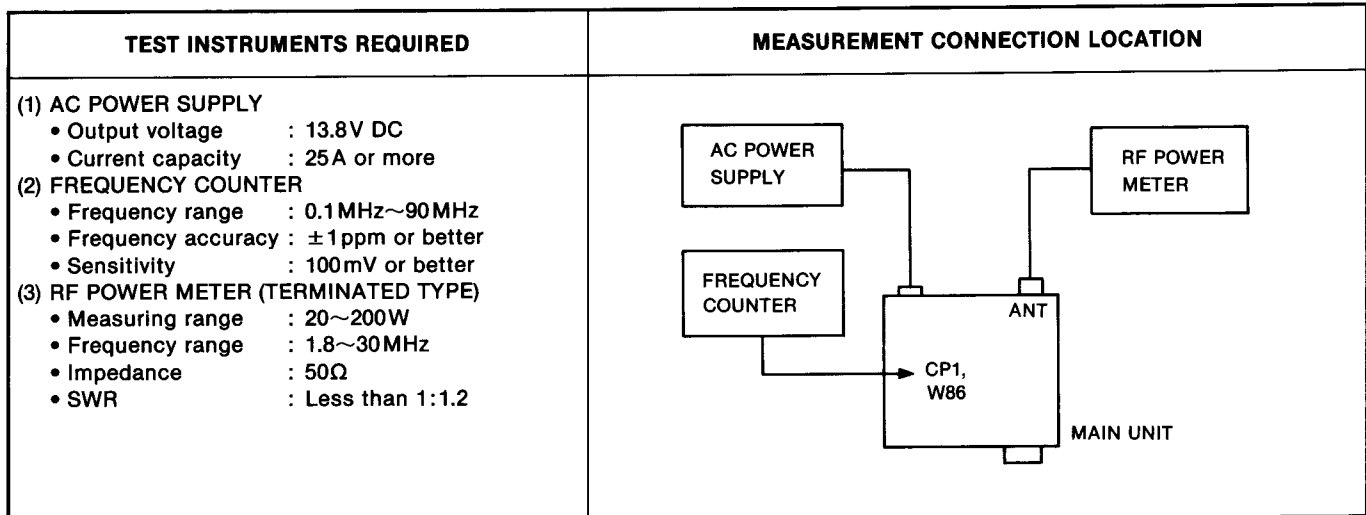 TEST INSTRUMENTS REQUIRED
(1) AC POWER SUPPLY
• Output voltage : 13.8V DC
• Current capacity : 25A or more
(2) FREQUENCY COUNTER
• Frequency range : 0.1MHz~90MHz
• Frequency accuracy : ±1ppm or better
• Sensitivity : 100mV or better
(3) RF POWER METER (TERMINATED TYPE)
• Measuring range : 20~200W
• Frequency range : 1.8~30MHz
• Impedance : 50Ω
• SWR : Less than 1:1.2
MEASUREMENT CONNECTION LOCATION
AC POWER
SUPPLY
RF POWER
METER
FREQUENCY
COUNTER
ANT
CP1,
W86
MAIN UNIT